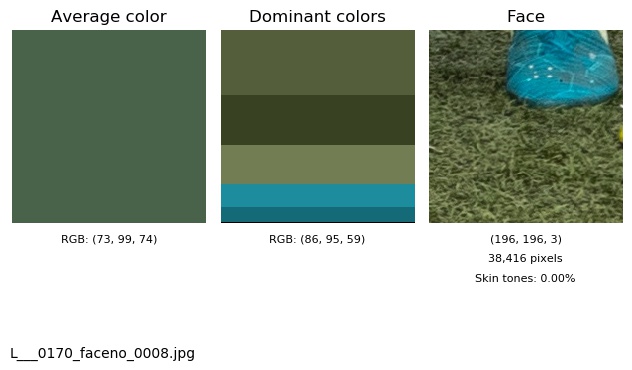 Average color
Dominant colors
Face
RGB: (73, 99, 74)
RGB: (86, 95, 59)
(196, 196, 3)
38,416 pixels
Skin tones: 0.00%
L___0170_faceno_0008.jpg